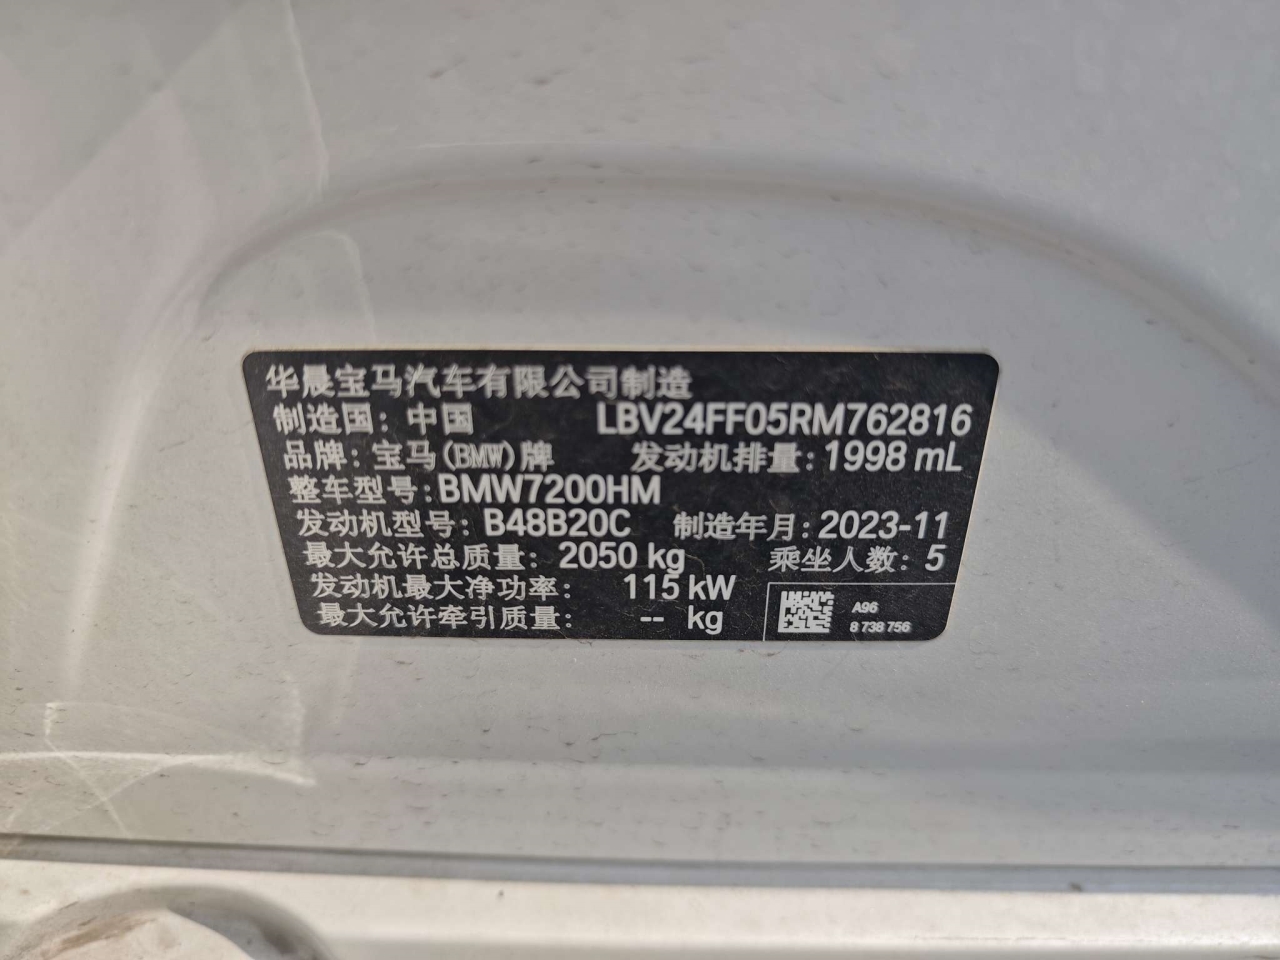 华晨宝马汽车有限公司制造
制造国：中国 LBV24FF05RM762816
品牌：宝马(BMW)牌 发动机排量：1998 mL
整车型号：BMW7200HM
发动机型号：B48B20C 制造年月：2023-11
最大允许总质量：2050 kg 乘坐人数：5
发动机最大净功率：115 kW
最大允许牵引质量：-- kg
A96
8 738 756